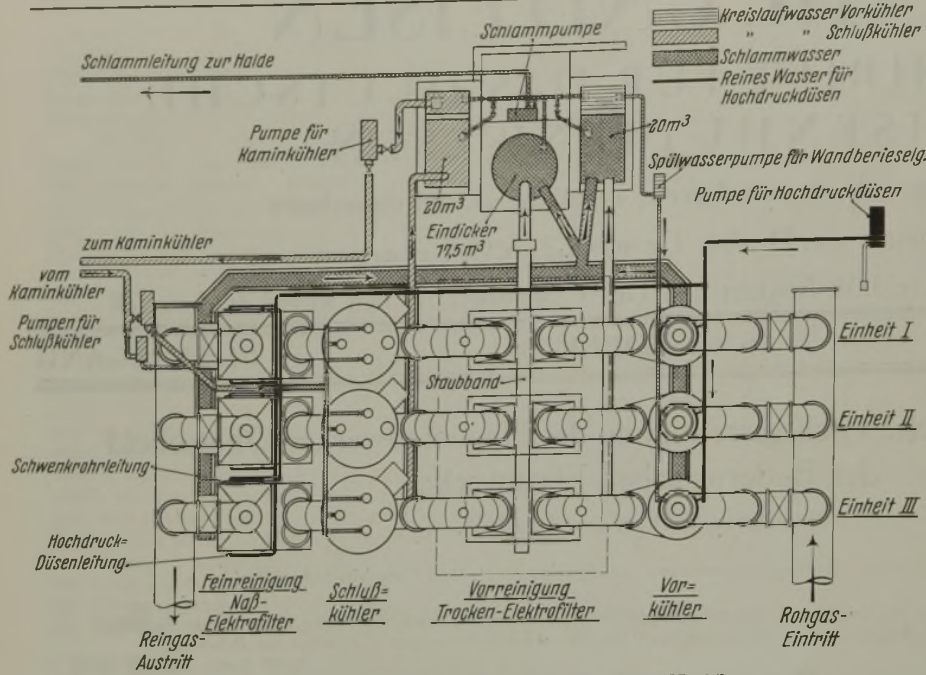 Kreislaufwasser Vorkühler
" " Schlußkühler
Schlammwasser
Reines Wasser für
Hochdruckdüsen
Schlammpumpe
Schlammleitung zur Halde
Pumpe für
Kaminkühler
20m³
20m³
Eindicker
17,5m³
Spülwasserpumpe für Wandberieselg.
Pumpe für Hochdruckdüsen
zum Kaminkühler
vom
Kaminkühler
Pumpen für
Schlußkühler
Staubband
Einheit I
Einheit II
Einheit III
Schwenkrohrleitung
Hochdruck=
Düsenleitung
Feinreinigung
Naß-
Elektrofilter
Schluß=
kühler
Vorreinigung
Trocken-Elektrofilter
Vor=
kühler
Reingas-
Austritt
Rohgas-
Eintritt